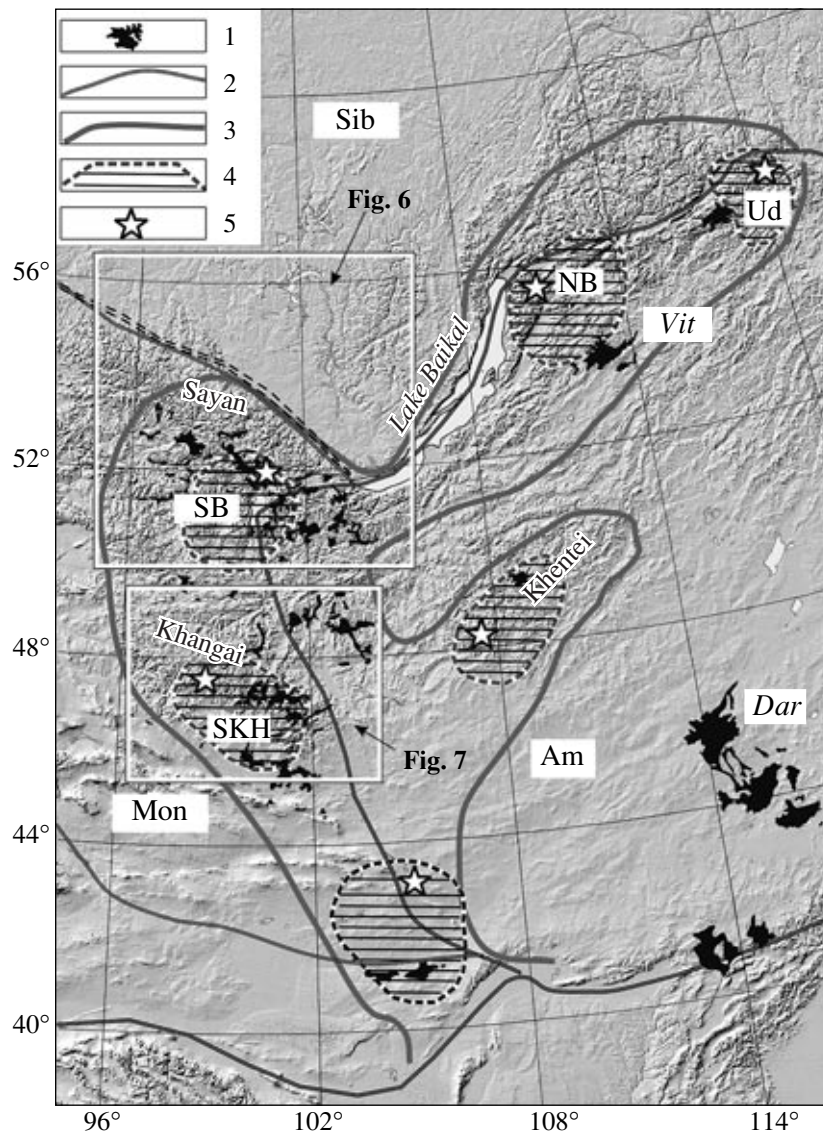 1
2
3
4
5
Sib
Fig. 6
Ud
56°
NB
Vit
Lake Baikal
Sayan
52°
SB
Khentei
48°
Khangai
SKH
Dar
Fig. 7
Am
Mon
44°
40°
96°
102°
108°
114°